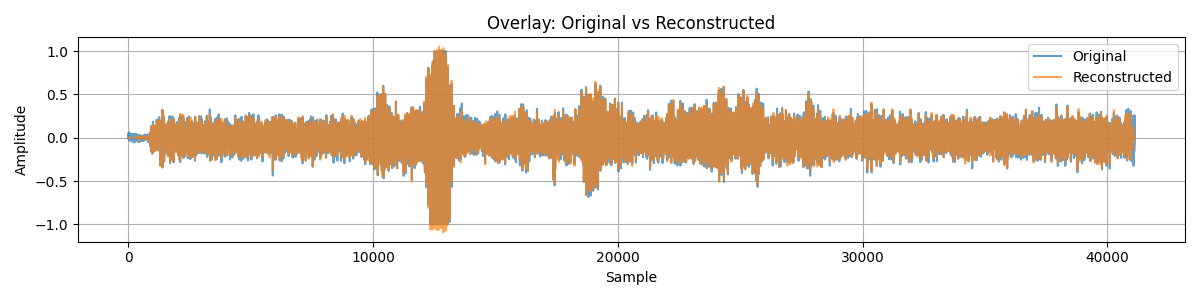 Overlay: Original vs Reconstructed
Original
Reconstructed
1.0
0.5
0.0
−0.5
−1.0
Amplitude
0 10000 20000 30000 40000
Sample